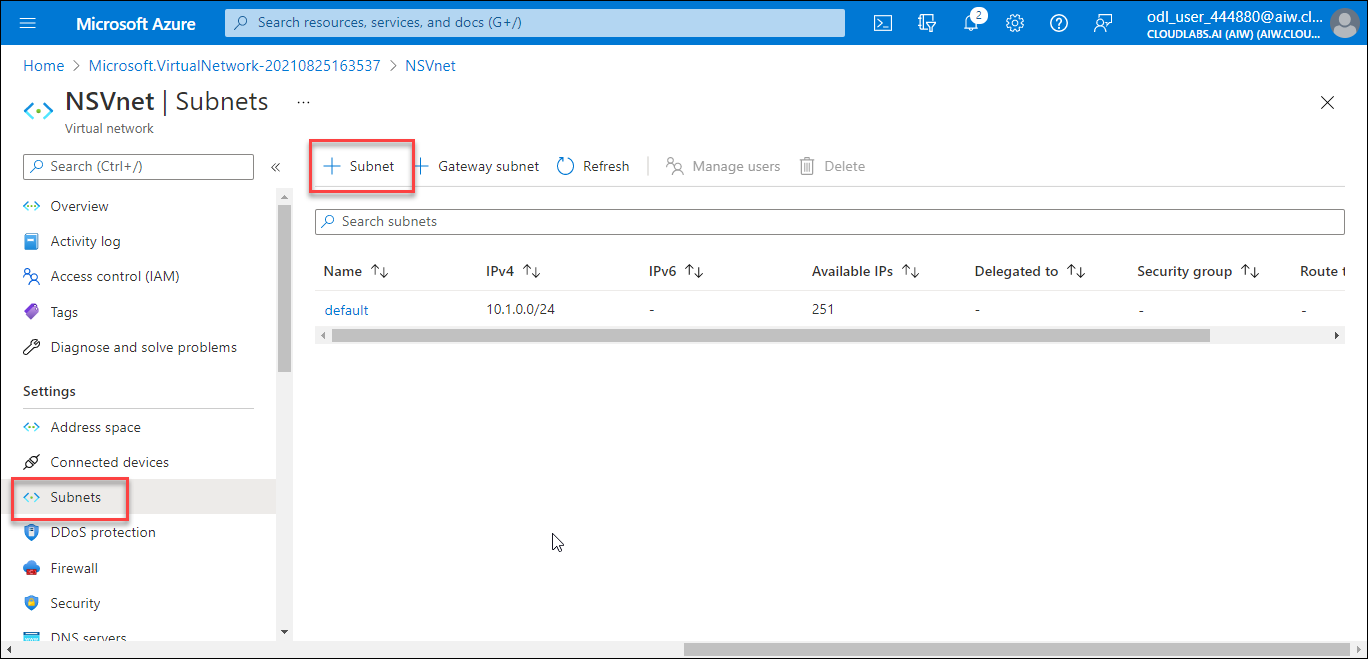 Microsoft Azure
Search resources, services, and docs (G+/)
2
odl_user_444880@aiw.cl...
CLOUDLABS.AI (AIW) (AIW.CLOU...
Home > Microsoft.VirtualNetwork-20210825163537 > NSVnet
NSVnet | Subnets ...
Virtual network
Search (Ctrl+/)
«
Overview
Activity log
Access control (IAM)
Tags
Diagnose and solve problems
Settings
Address space
Connected devices
Subnets
DDoS protection
Firewall
Security
DNS servers
+ Subnet + Gateway subnet Refresh Manage users Delete
Search subnets
Name ↑↓ IPv4 ↑↓ IPv6 ↑↓ Available IPs ↑↓ Delegated to ↑↓ Security group ↑↓ Route t
default 10.1.0.0/24 - 251 - - -